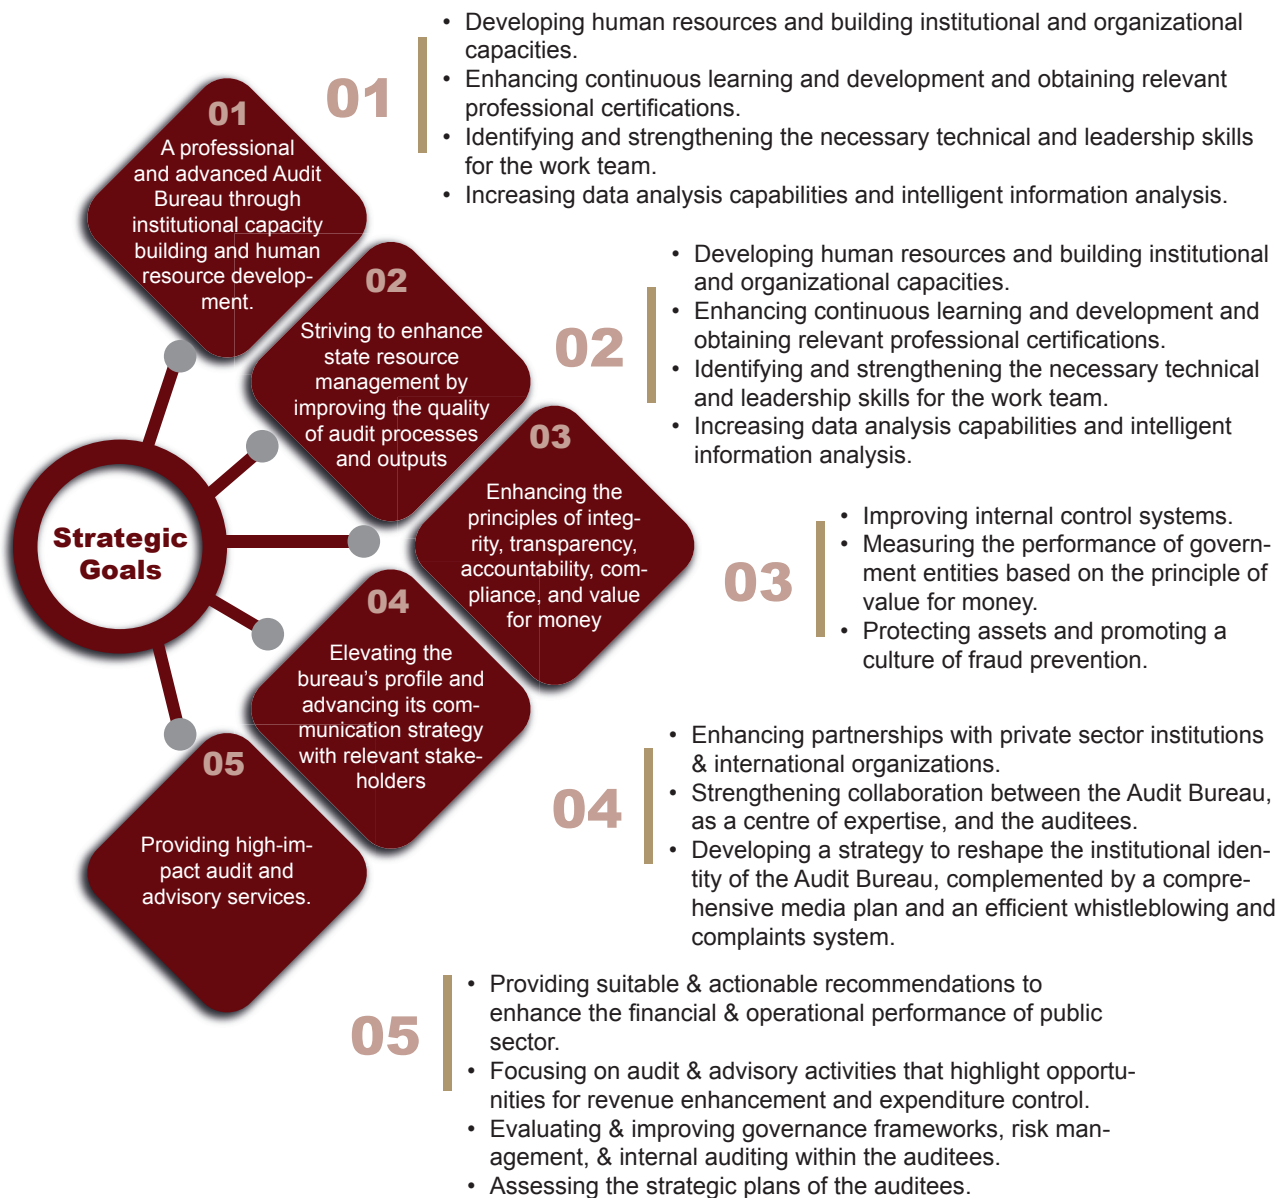 Strategic
Goals
01
A professional
and advanced Audit
Bureau through
institutional capacity
building and human
resource develop-
ment.
01
• Developing human resources and building institutional and organizational
capacities.
• Enhancing continuous learning and development and obtaining relevant
professional certifications.
• Identifying and strengthening the necessary technical and leadership skills
for the work team.
• Increasing data analysis capabilities and intelligent information analysis.
02
Striving to enhance
state resource
management by
improving the quality
of audit processes
and outputs
02
• Developing human resources and building institutional
and organizational capacities.
• Enhancing continuous learning and development and
obtaining relevant professional certifications.
• Identifying and strengthening the necessary technical
and leadership skills for the work team.
• Increasing data analysis capabilities and intelligent
information analysis.
03
Enhancing the
principles of integ-
rity, transparency,
accountability, com-
pliance, and value
for money
03
• Improving internal control systems.
• Measuring the performance of govern-
ment entities based on the principle of
value for money.
• Protecting assets and promoting a
culture of fraud prevention.
04
Elevating the
bureau’s profile and
advancing its com-
munication strategy
with relevant stake-
holders
04
• Enhancing partnerships with private sector institutions
& international organizations.
• Strengthening collaboration between the Audit Bureau,
as a centre of expertise, and the auditees.
• Developing a strategy to reshape the institutional iden-
tity of the Audit Bureau, complemented by a compre-
hensive media plan and an efficient whistleblowing and
complaints system.
05
Providing high-im-
pact audit and
advisory services.
05
• Providing suitable & actionable recommendations to
enhance the financial & operational performance of public
sector.
• Focusing on audit & advisory activities that highlight opportu-
nities for revenue enhancement and expenditure control.
• Evaluating & improving governance frameworks, risk man-
agement, & internal auditing within the auditees.
• Assessing the strategic plans of the auditees.